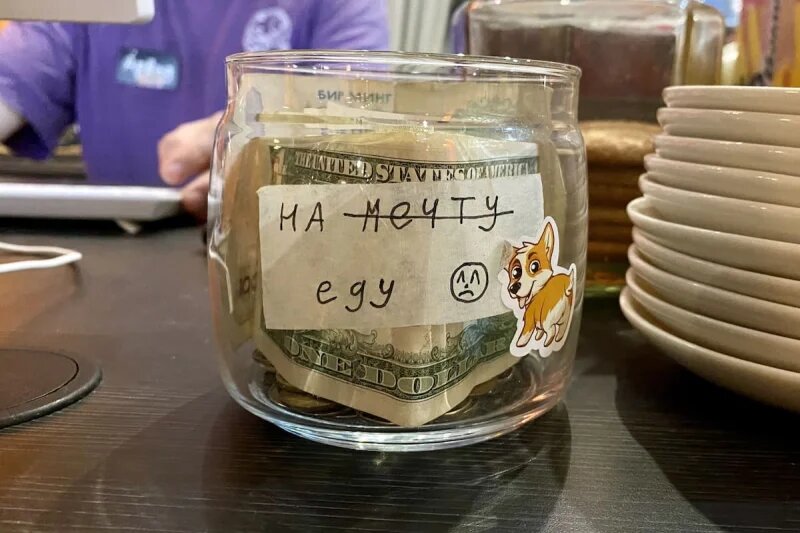 THE UNITED STATES OF AMERICA
НА мечту
еду
ONE DOLLAR